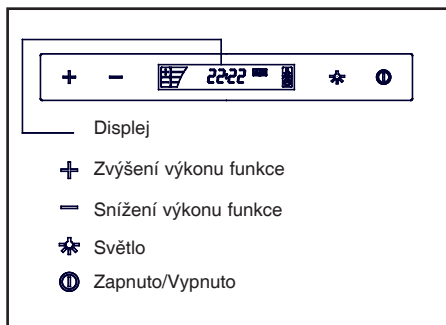 22:22
Displej
Zvýšení výkonu funkce
Snížení výkonu funkce
Světlo
Zapnuto/Vypnuto